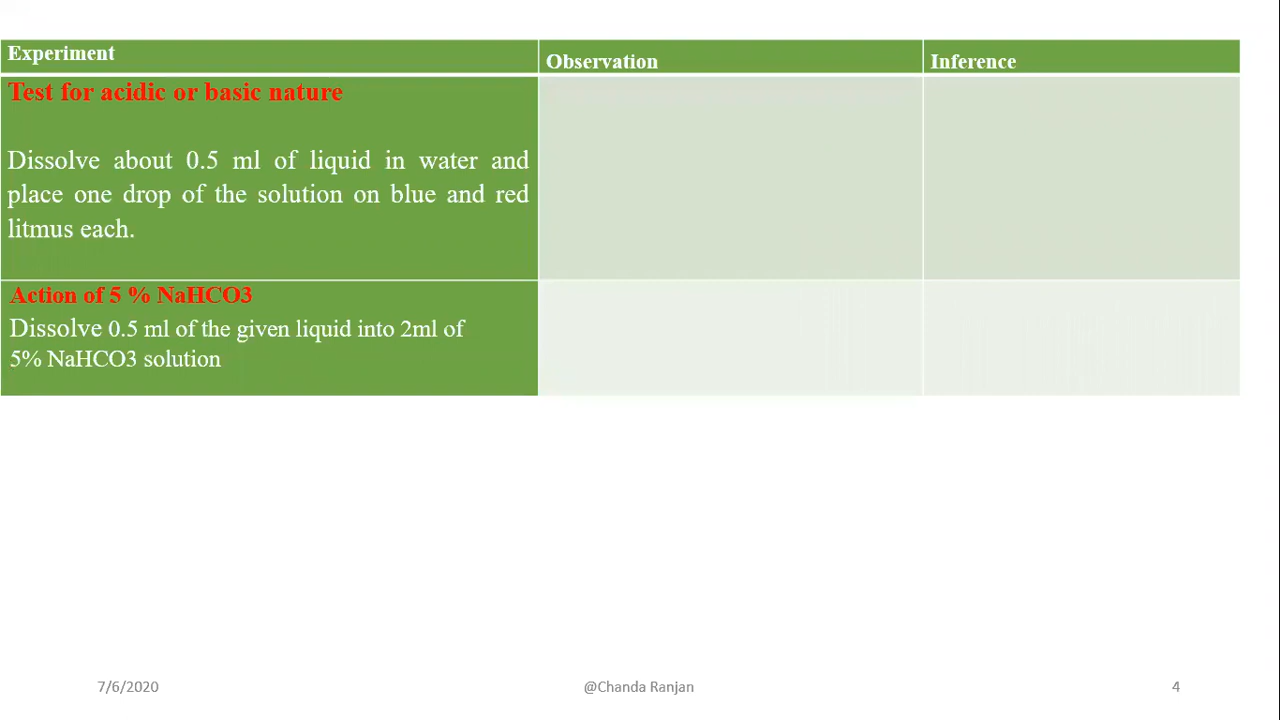 Experiment
Observation
Inference
Test for acidic or basic nature
Dissolve about 0.5 ml of liquid in water and
place one drop of the solution on blue and red
litmus each.
Action of 5 % NaHCO3
Dissolve 0.5 ml of the given liquid into 2ml of
5% NaHCO3 solution
7/6/2020
@Chanda Ranjan
4